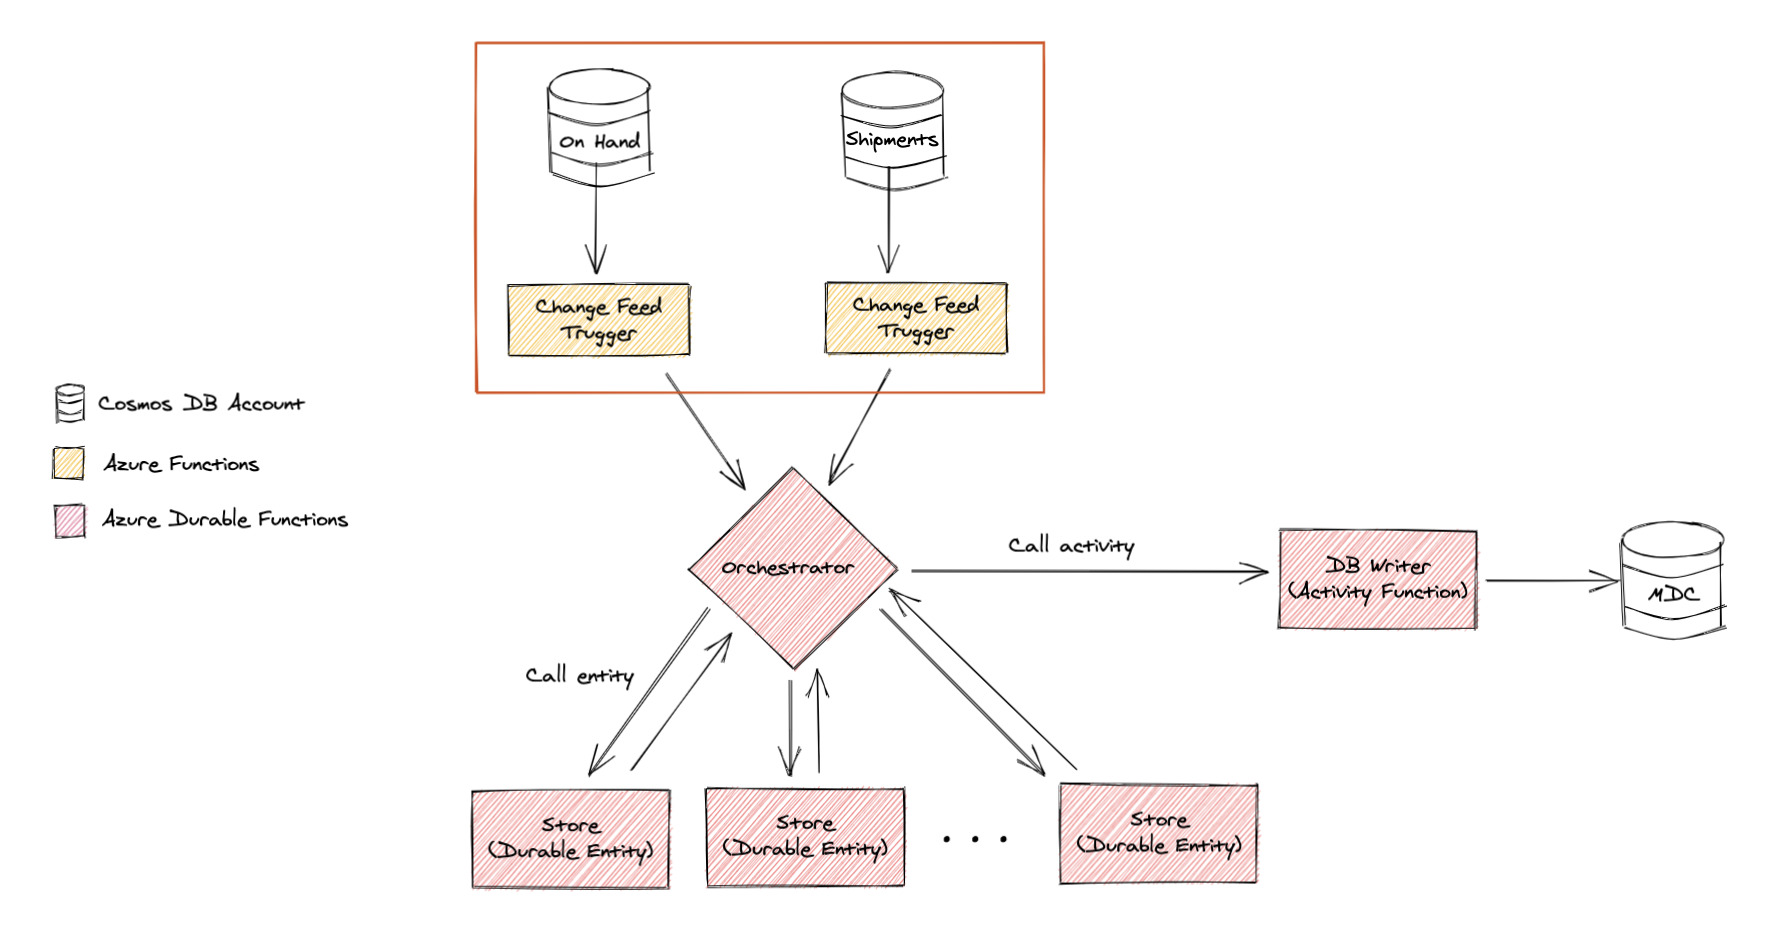 On Hand
Shipments
Change Feed
Trugger
Change Feed
Trugger
Cosmos DB Account
Azure Functions
Azure Durable Functions
Orchestrator
Call activity
DB Writer
(Activity Function)
MDC
Call entity
Store
(Durable Entity)
Store
(Durable Entity)
. . .
Store
(Durable Entity)